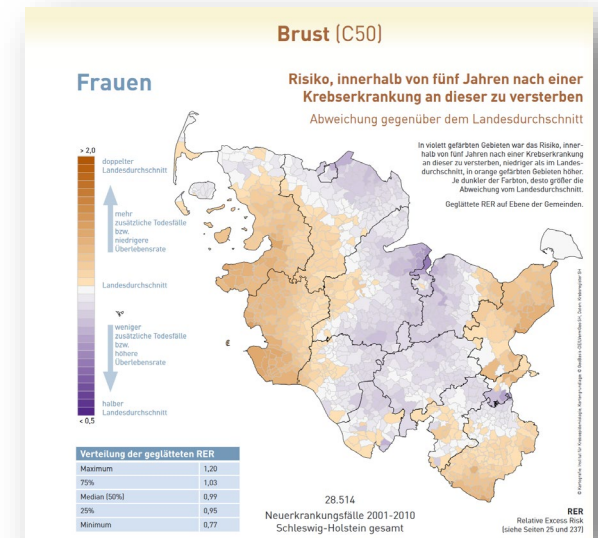 Brust (C50)
Frauen
Risiko, innerhalb von fünf Jahren nach einer
Krebserkrankung an dieser zu versterben
Abweichung gegenüber dem Landesdurchschnitt
In violett gefärbten Gebieten war das Risiko, inner-
halb von fünf Jahren nach einer Krebserkrankung
an dieser zu versterben, niedriger als im Landes-
durchschnitt, in orange gefärbten Gebieten höher.
Je dunkler der Farbton, desto größer die
Abweichung vom Landesdurchschnitt.
Geglättete RER auf Ebene der Gemeinden.
> 2,0
doppelter
Landesdurchschnitt
mehr
zusätzliche Todesfälle
bzw.
niedrigere
Überlebensrate
Landesdurchschnitt
weniger
zusätzliche Todesfälle
bzw.
höhere
Überlebensrate
halber
Landesdurchschnitt
< 0,5
Verteilung der geglätteten RER
Maximum 1,20
75% 1,03
Median (50%) 0,99
25% 0,95
Minimum 0,77
28.514
Neuerkrankungsfälle 2001-2010
Schleswig-Holstein gesamt
RER
Relative Excess Risk
(siehe Seiten 25 und 237)